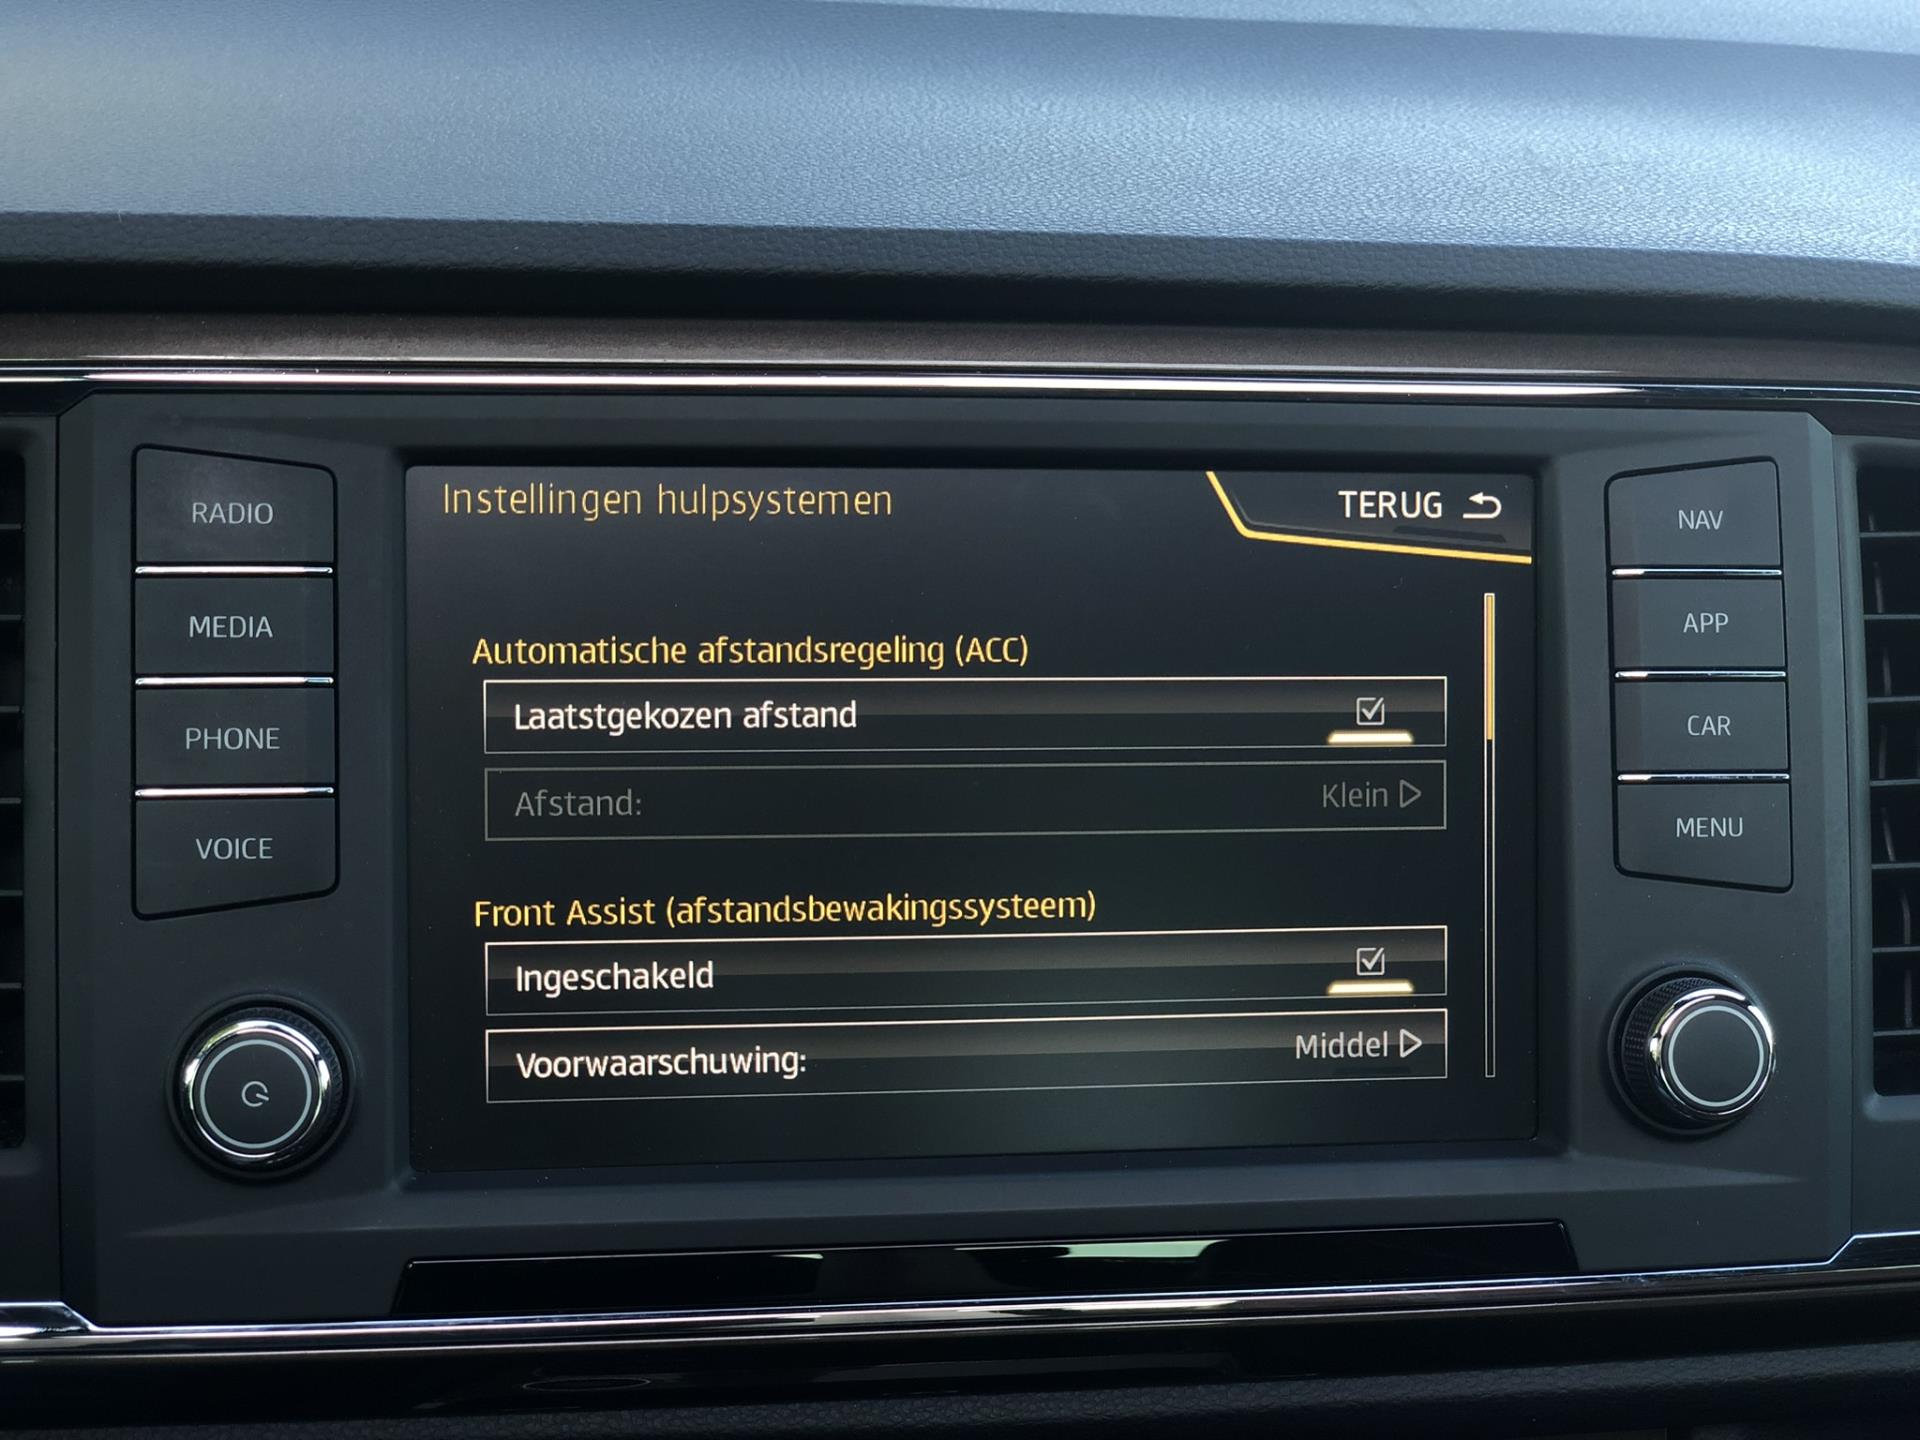 RADIO
MEDIA
PHONE
VOICE
Instellingen hulpsystemen
TERUG
Automatische afstandsregeling (ACC)
Laatstgekozen afstand
Afstand: Klein
Front Assist (afstandsbewakingssysteem)
Ingeschakeld
Voorwaarschuwing: Middel
NAV
APP
CAR
MENU